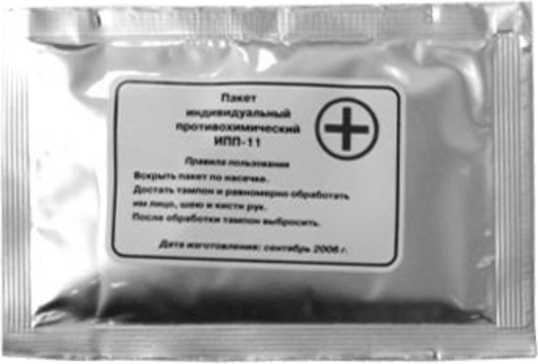 Пакет
индивидуальный
противохимический
ИПП-11
Правила пользования
Вскрыть пакет по насечке.
Достать тампон и равномерно обработать
им лицо, шею и кисти рук.
После обработки тампон выбросить.
Дата изготовления: сентябрь 2006 г.